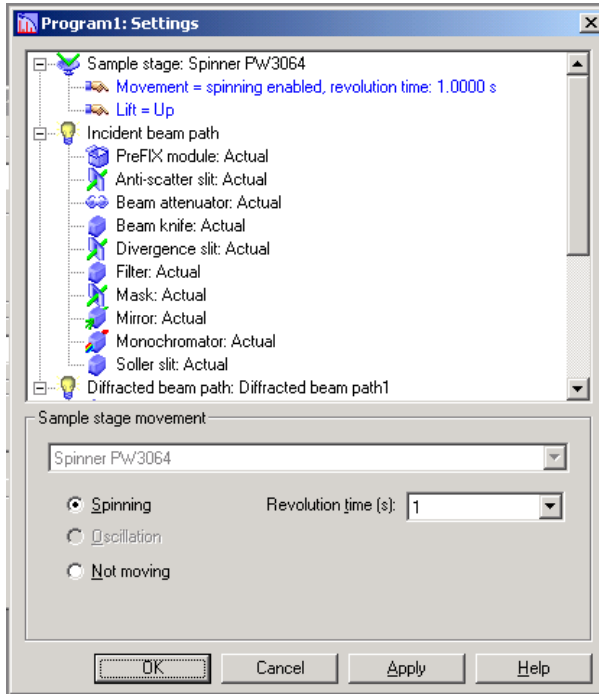 Program1: Settings
Sample stage: Spinner PW3064
Movement = spinning enabled, revolution time: 1.0000 s
Lift = Up
Incident beam path
PreFIX module: Actual
Anti-scatter slit: Actual
Beam attenuator: Actual
Beam knife: Actual
Divergence slit: Actual
Filter: Actual
Mask: Actual
Mirror: Actual
Monochromator: Actual
Soller slit: Actual
Diffracted beam path: Diffracted beam path1
Sample stage movement
Spinner PW3064
Spinning Revolution time (s): 1
Oscillation
Not moving
OK Cancel Apply Help